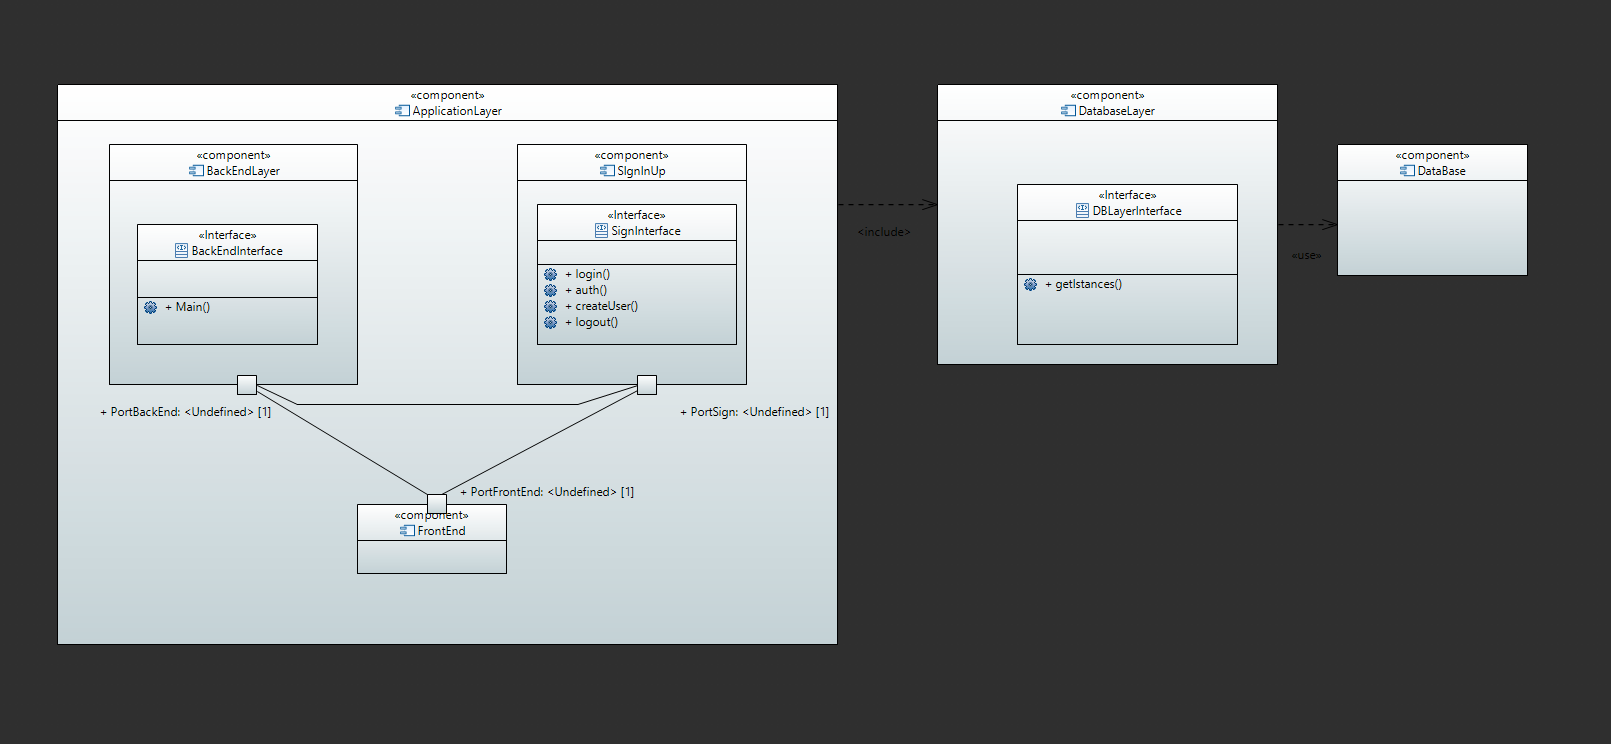 «component»
ApplicationLayer
«component»
BackEndLayer
«Interface»
BackEndInterface
+ Main()
«component»
SIgnInUp
«Interface»
SignInterface
+ login()
+ auth()
+ createUser()
+ logout()
+ PortBackEnd: <Undefined> [1]
+ PortSign: <Undefined> [1]
+ PortFrontEnd: <Undefined> [1]
«component»
FrontEnd
<include>
«component»
DatabaseLayer
«Interface»
DBLayerInterface
+ getIstances()
«use»
«component»
DataBase